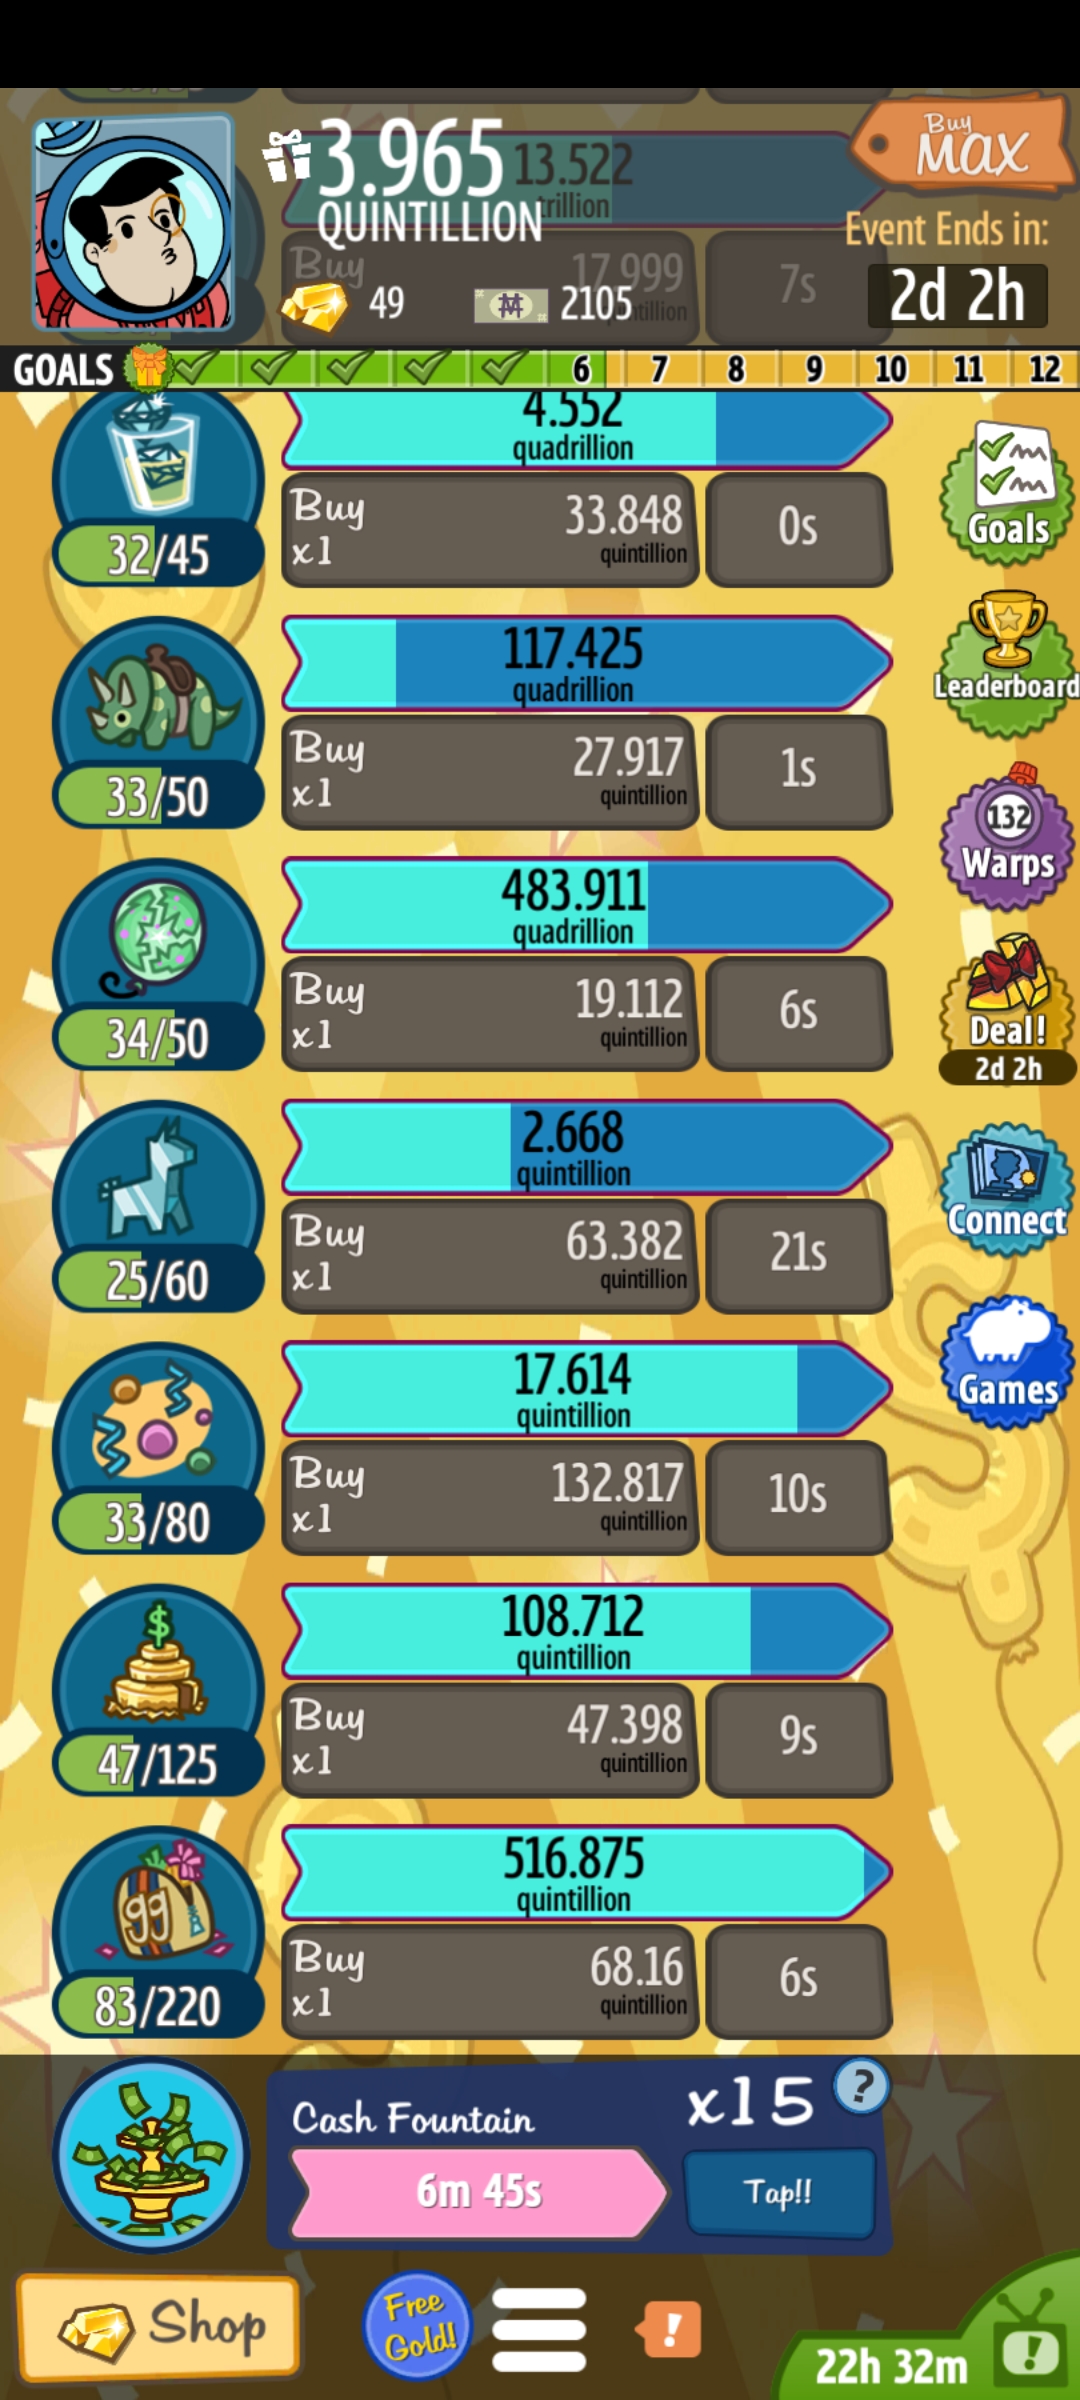 3.965
QUINTILLION
13.522
trillion
Buy
MAX
Event Ends in:
2d 2h
49
2105
Buy
17.999
7s
GOALS
6
7
8
9
10
11
12
4.552
quadrillion
32/45
Buy
x1
33.848
quintillion
0s
Goals
117.425
quadrillion
33/50
Buy
x1
27.917
quintillion
1s
Leaderboard
483.911
quadrillion
34/50
Buy
x1
19.112
quintillion
6s
132
Warps
Deal!
2d 2h
2.668
quintillion
25/60
Buy
x1
63.382
quintillion
21s
Connect
17.614
quintillion
33/80
Buy
x1
132.817
quintillion
10s
Games
$
108.712
quintillion
47/125
Buy
x1
47.398
quintillion
9s
99
516.875
quintillion
83/220
Buy
x1
68.16
quintillion
6s
Cash Fountain
x15
?
6m 45s
Tap!!
Shop
Free
Gold!
!
22h 32m
!